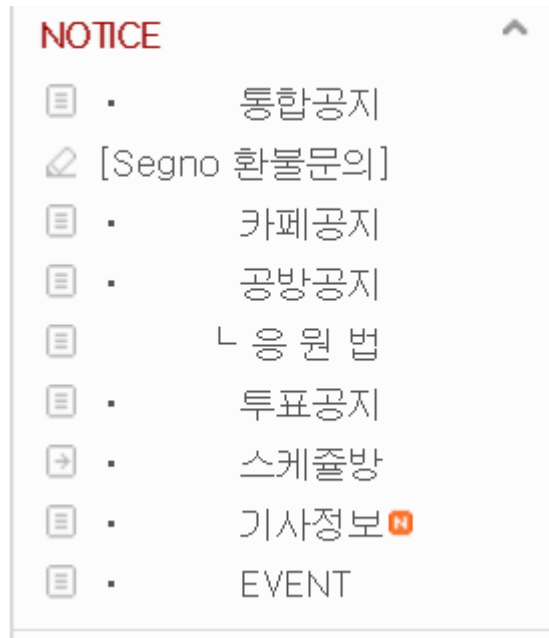 NOTICE
· 통합공지
[Segno 환불문의]
· 카페공지
· 공방공지
└ 응 원 법
· 투표공지
· 스케쥴방
· 기사정보 N
· EVENT